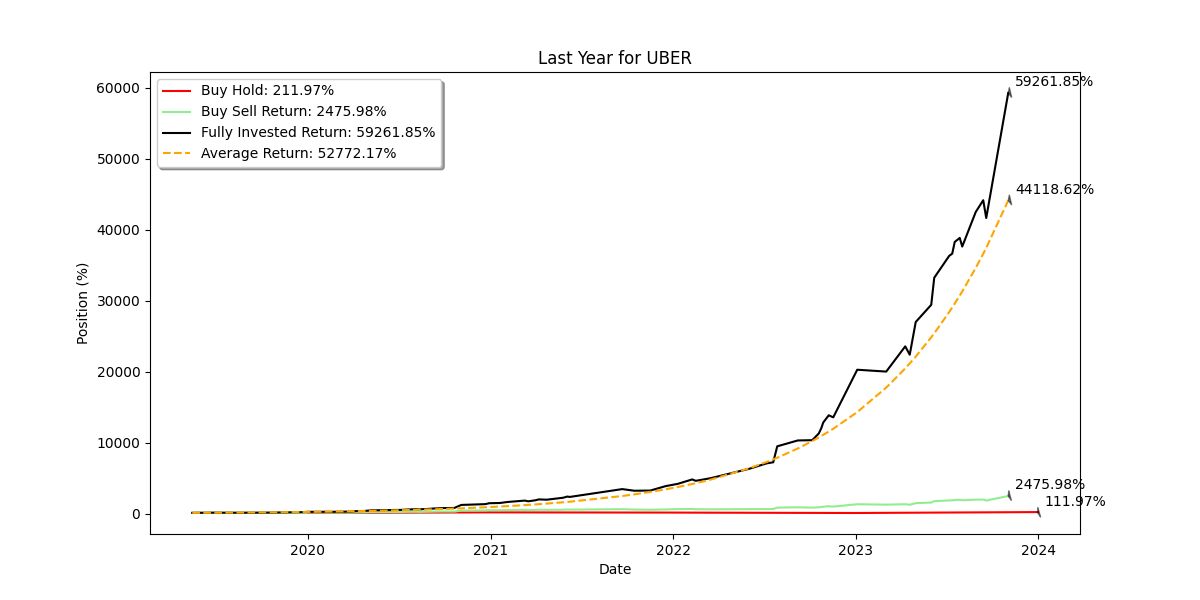 Last Year for UBER
59261.85%
Buy Hold: 211.97%
Buy Sell Return: 2475.98%
Fully Invested Return: 59261.85%
Average Return: 52772.17%
44118.62%
2475.98%
111.97%
Position (%)
60000
50000
40000
30000
20000
10000
0
2020 2021 2022 2023 2024
Date